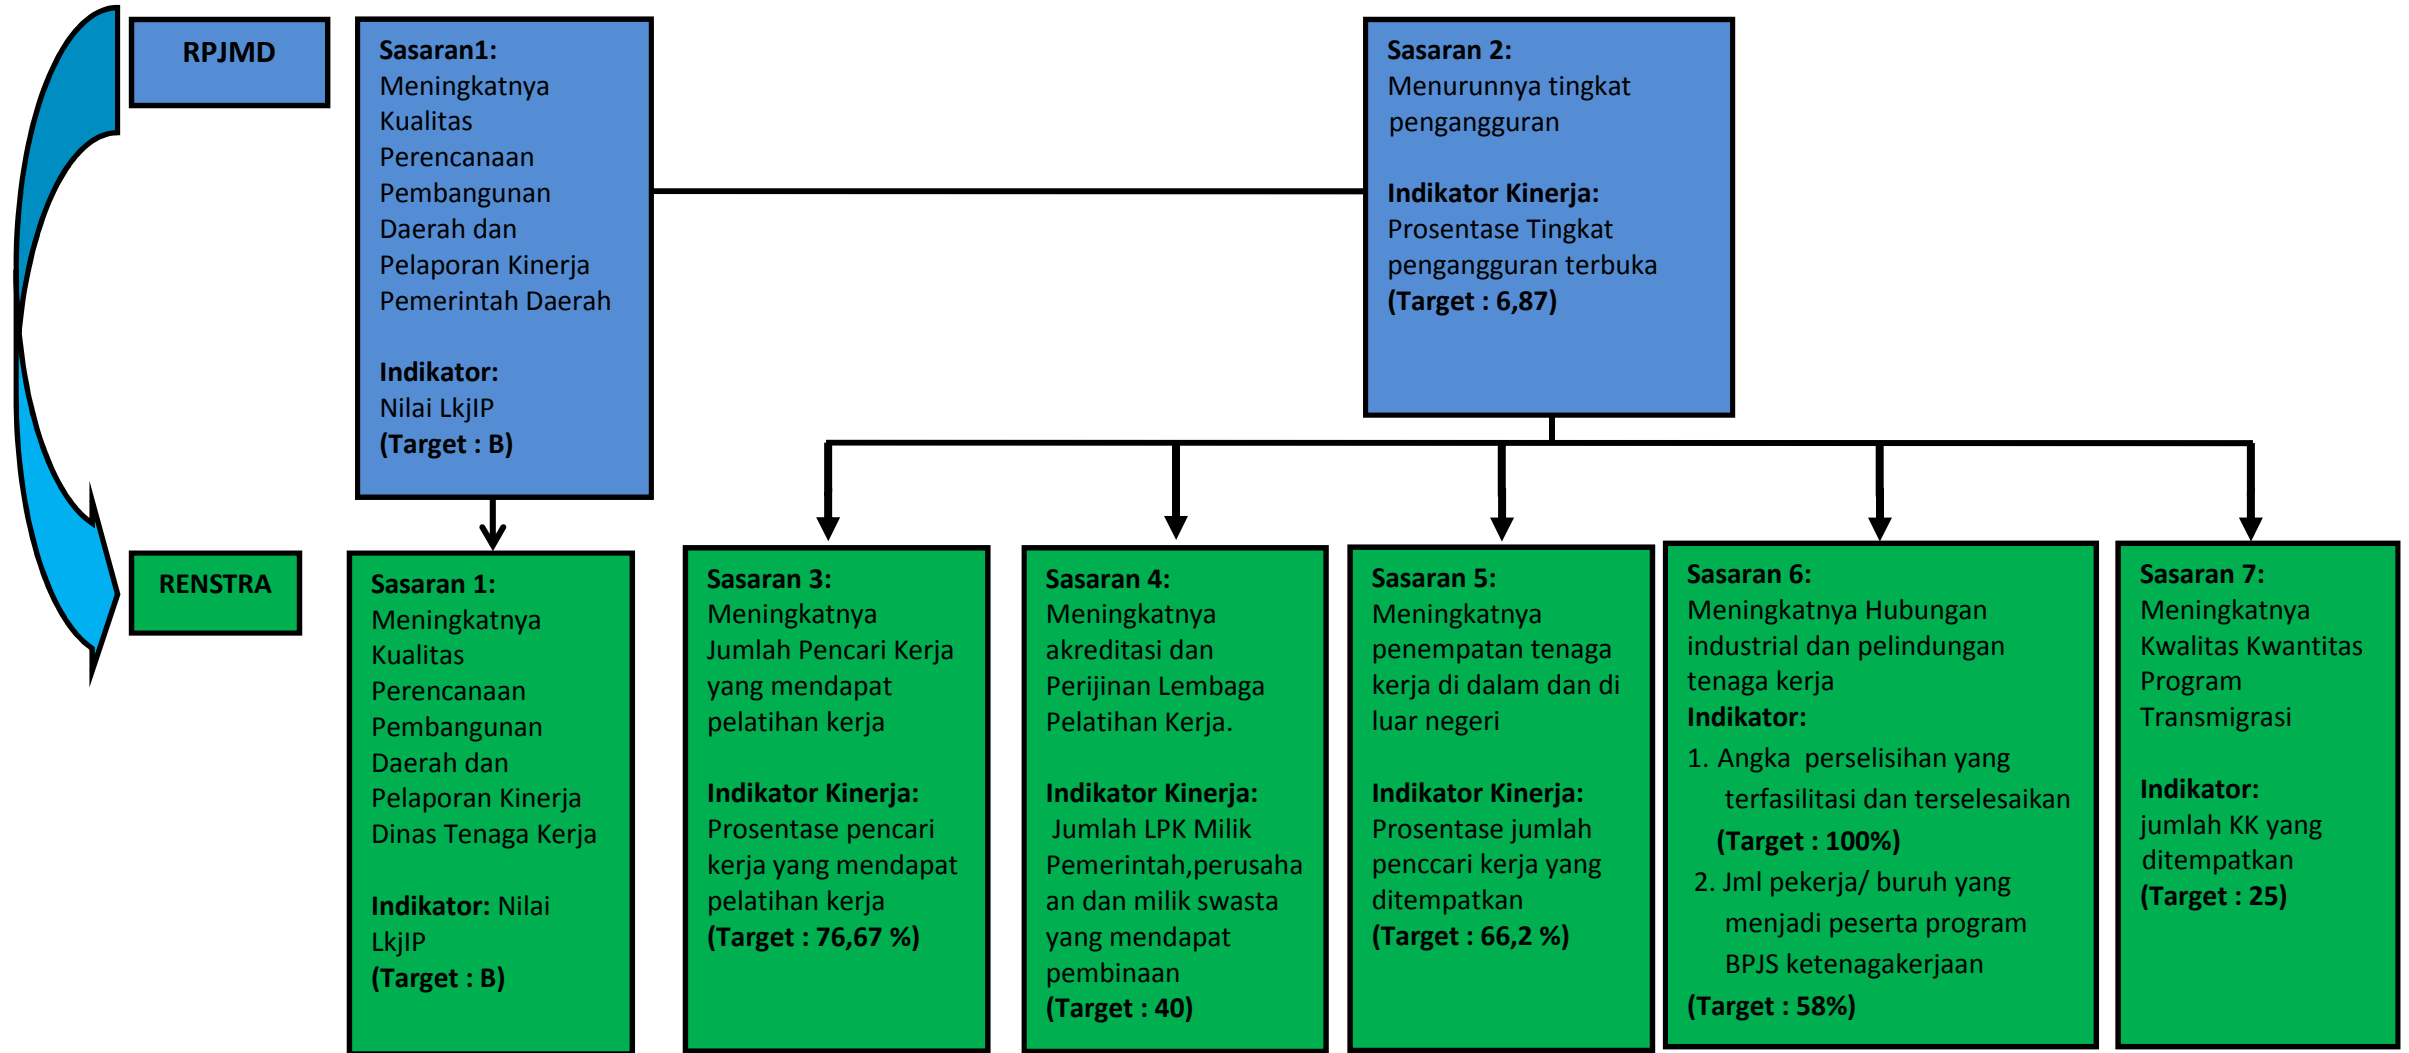 RPJMD
Sasaran1:
Meningkatnya
Kualitas
Perencanaan
Pembangunan
Daerah dan
Pelaporan Kinerja
Pemerintah Daerah
Indikator:
Nilai LkjIP
(Target : B)
Sasaran 2:
Menurunnya tingkat
pengangguran
Indikator Kinerja:
Prosentase Tingkat
pengangguran terbuka
(Target : 6,87)
RENSTRA
Sasaran 1:
Meningkatnya
Kualitas
Perencanaan
Pembangunan
Daerah dan
Pelaporan Kinerja
Dinas Tenaga Kerja
Indikator: Nilai
LkjIP
(Target : B)
Sasaran 3:
Meningkatnya
Jumlah Pencari Kerja
yang mendapat
pelatihan kerja
Indikator Kinerja:
Prosentase pencari
kerja yang mendapat
pelatihan kerja
(Target : 76,67 %)
Sasaran 4:
Meningkatnya
akreditasi dan
Perijinan Lembaga
Pelatihan Kerja.
Indikator Kinerja:
Jumlah LPK Milik
Pemerintah,perusaha
an dan milik swasta
yang mendapat
pembinaan
(Target : 40)
Sasaran 5:
Meningkatnya
penempatan tenaga
kerja di dalam dan di
luar negeri
Indikator Kinerja:
Prosentase jumlah
penccari kerja yang
ditempatkan
(Target : 66,2 %)
Sasaran 6:
Meningkatnya Hubungan
industrial dan pelindungan
tenaga kerja
Indikator:
1. Angka perselisihan yang
terfasilitasi dan terselesaikan
(Target : 100%)
2. Jml pekerja/ buruh yang
menjadi peserta program
BPJS ketenagakerjaan
(Target : 58%)
Sasaran 7:
Meningkatnya
Kwalitas Kwantitas
Program
Transmigrasi
Indikator:
jumlah KK yang
ditempatkan
(Target : 25)